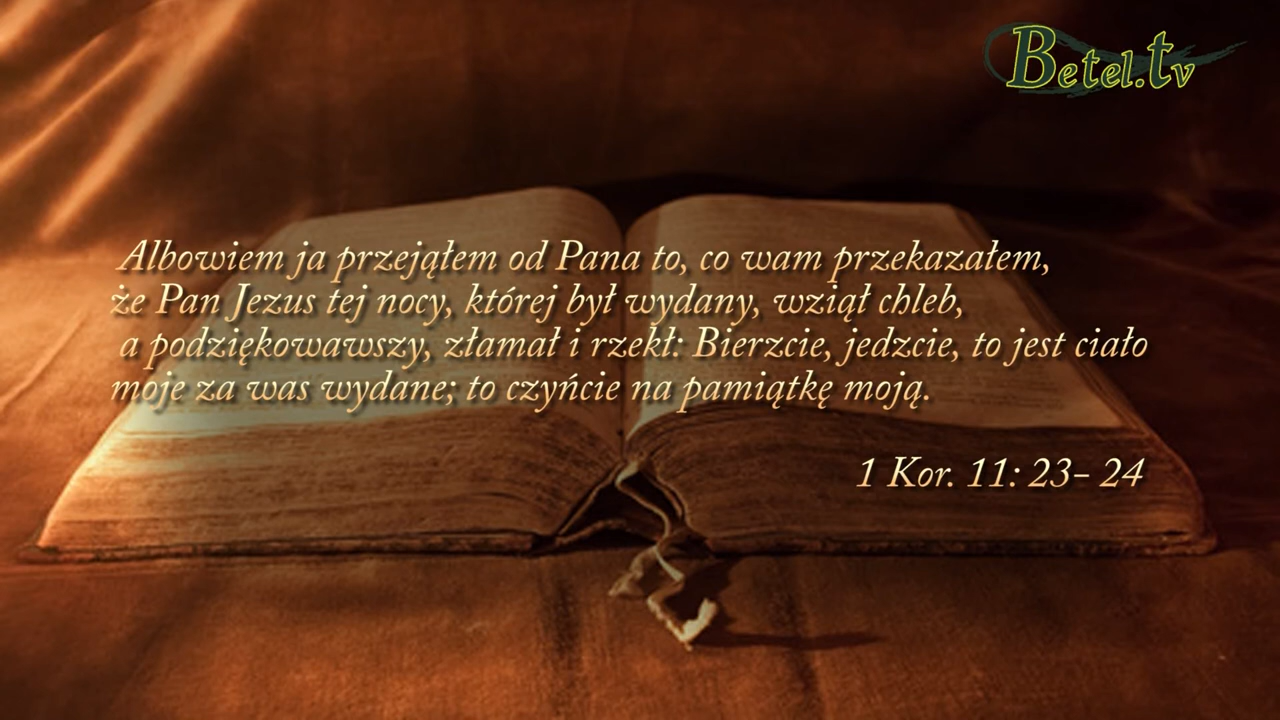 Betel.tv
Albowiem ja przejąłem od Pana to, co wam przekazałem,
że Pan Jezus tej nocy, której był wydany, wziął chleb,
a podziękowawszy, złamał i rzekł: Bierzcie, jedzcie, to jest ciało
moje za was wydane; to czyńcie na pamiątkę moją.
1 Kor. 11: 23- 24